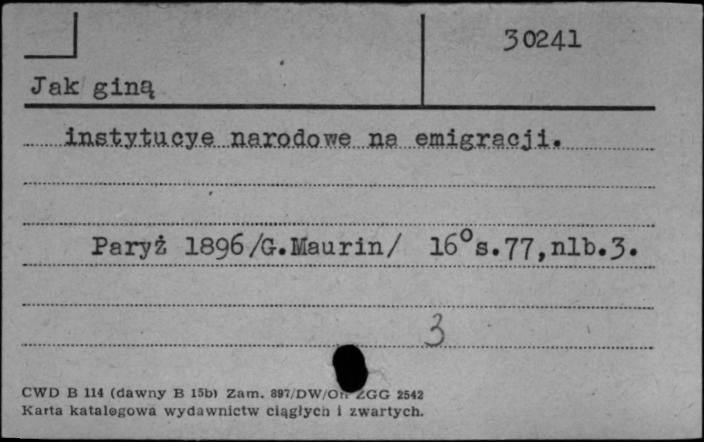 30241
Jak giną
instytucye narodowe na emigracji.
Paryż 1896/G.Maurin/ 16°s.77,nlb.3.
3
CWD B 114 (dawny B 15b) Zam. 897/DW/On ZGG 2542
Karta katalogowa wydawnictw ciągłych i zwartych.